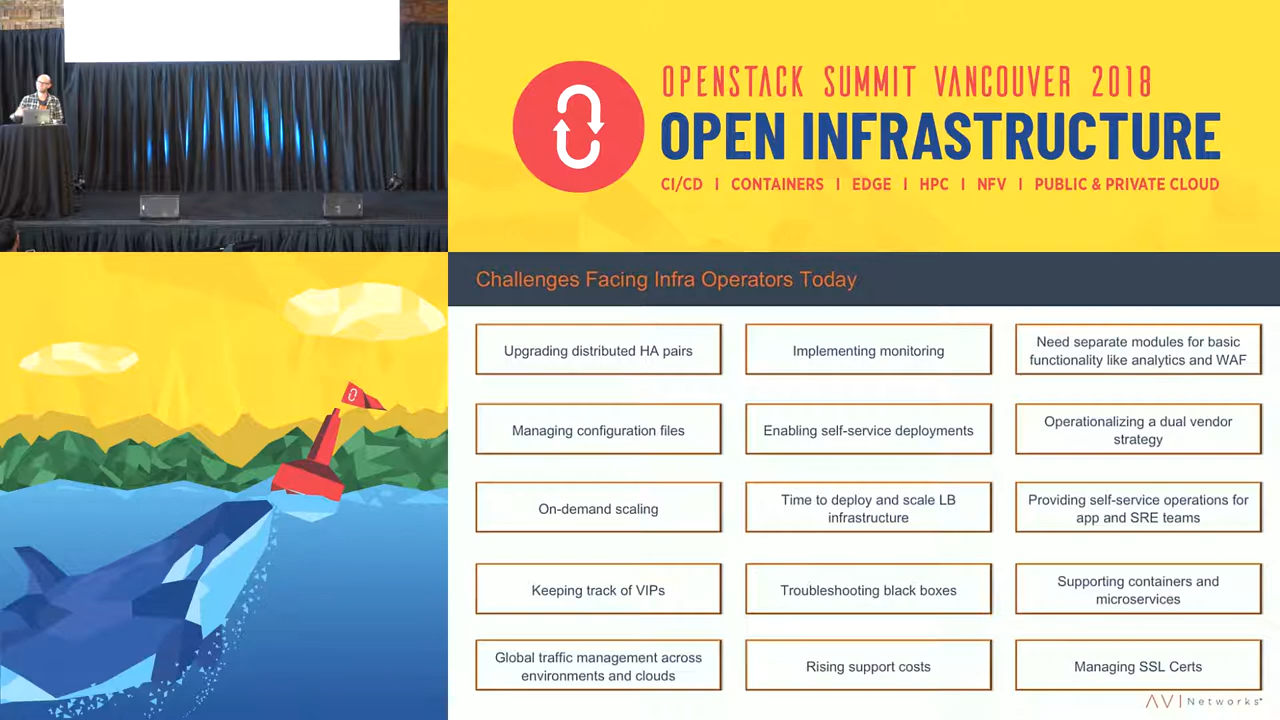 OPENSTACK SUMMIT VANCOUVER 2018
OPEN INFRASTRUCTURE
CI/CD | CONTAINERS | EDGE | HPC | NFV | PUBLIC & PRIVATE CLOUD
Challenges Facing Infra Operators Today
Upgrading distributed HA pairs
Implementing monitoring
Need separate modules for basic
functionality like analytics and WAF
Managing configuration files
Enabling self-service deployments
Operationalizing a dual vendor
strategy
On-demand scaling
Time to deploy and scale LB
infrastructure
Providing self-service operations for
app and SRE teams
Keeping track of VIPs
Troubleshooting black boxes
Supporting containers and
microservices
Global traffic management across
environments and clouds
Rising support costs
Managing SSL Certs
AVI Networks